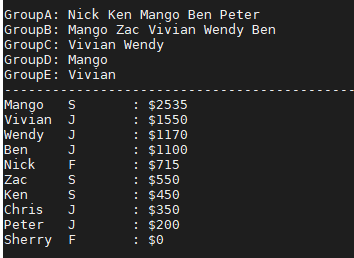 GroupA: Nick Ken Mango Ben Peter
GroupB: Mango Zac Vivian Wendy Ben
GroupC: Vivian Wendy
GroupD: Mango
GroupE: Vivian
---------------------------------------------
Mango   S       : $2535
Vivian  J       : $1550
Wendy   J       : $1170
Ben     J       : $1100
Nick    F       : $715
Zac     S       : $550
Ken     S       : $450
Chris   J       : $350
Peter   J       : $200
Sherry  F       : $0